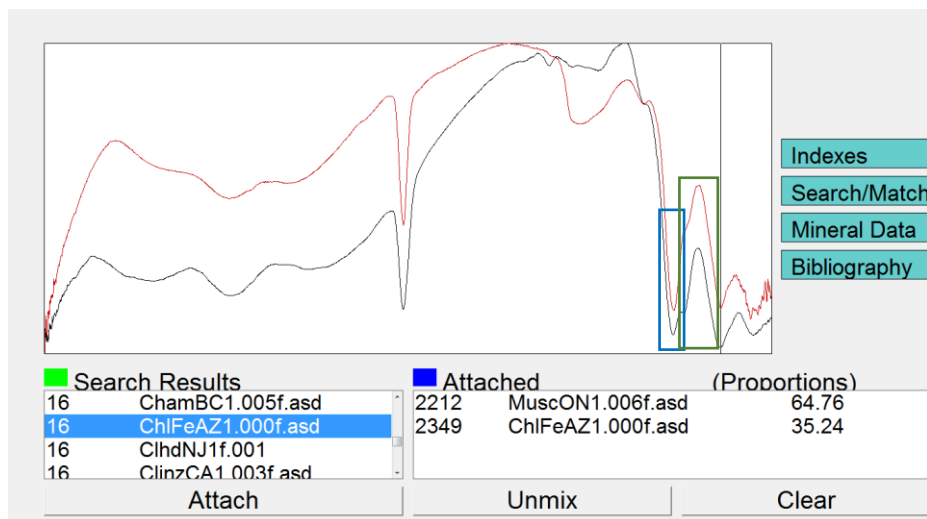 Indexes
Search/Match
Mineral Data
Bibliography
Search Results
Attached (Proportions)
16 ChamBC1.005f.asd
16 ChlFeAZ1.000f.asd
16 ClhdNJ1f.001
16 ClinzCA1.003f.asd
2212 MuscON1.006f.asd 64.76
2349 ChlFeAZ1.000f.asd 35.24
Attach
Unmix
Clear